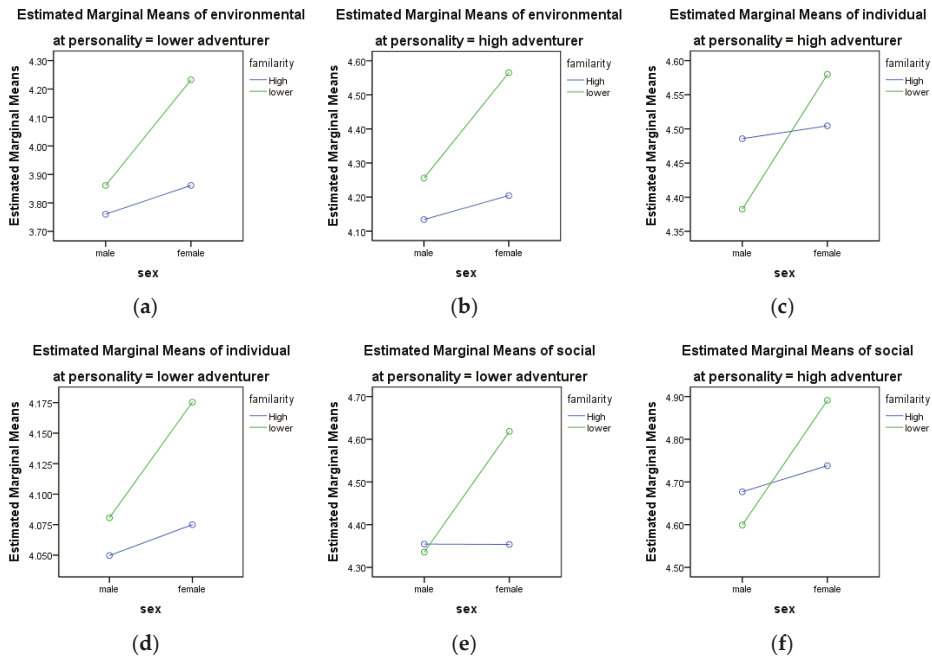 Estimated Marginal Means of environmental
at personality = lower adventurer
familarity
High
lower
Estimated Marginal Means
4.30
4.20
4.10
4.00
3.90
3.80
3.70
male
female
sex
(a)
Estimated Marginal Means of environmental
at personality = high adventurer
familarity
High
lower
Estimated Marginal Means
4.60
4.50
4.40
4.30
4.20
4.10
male
female
sex
(b)
Estimated Marginal Means of individual
at personality = high adventurer
familarity
High
lower
Estimated Marginal Means
4.60
4.55
4.50
4.45
4.40
4.35
male
female
sex
(c)
Estimated Marginal Means of individual
at personality = lower adventurer
familarity
High
lower
Estimated Marginal Means
4.175
4.150
4.125
4.100
4.075
4.050
male
female
sex
(d)
Estimated Marginal Means of social
at personality = lower adventurer
familarity
High
lower
Estimated Marginal Means
4.70
4.60
4.50
4.40
4.30
male
female
sex
(e)
Estimated Marginal Means of social
at personality = high adventurer
familarity
High
lower
Estimated Marginal Means
4.90
4.80
4.70
4.60
4.50
male
female
sex
(f)